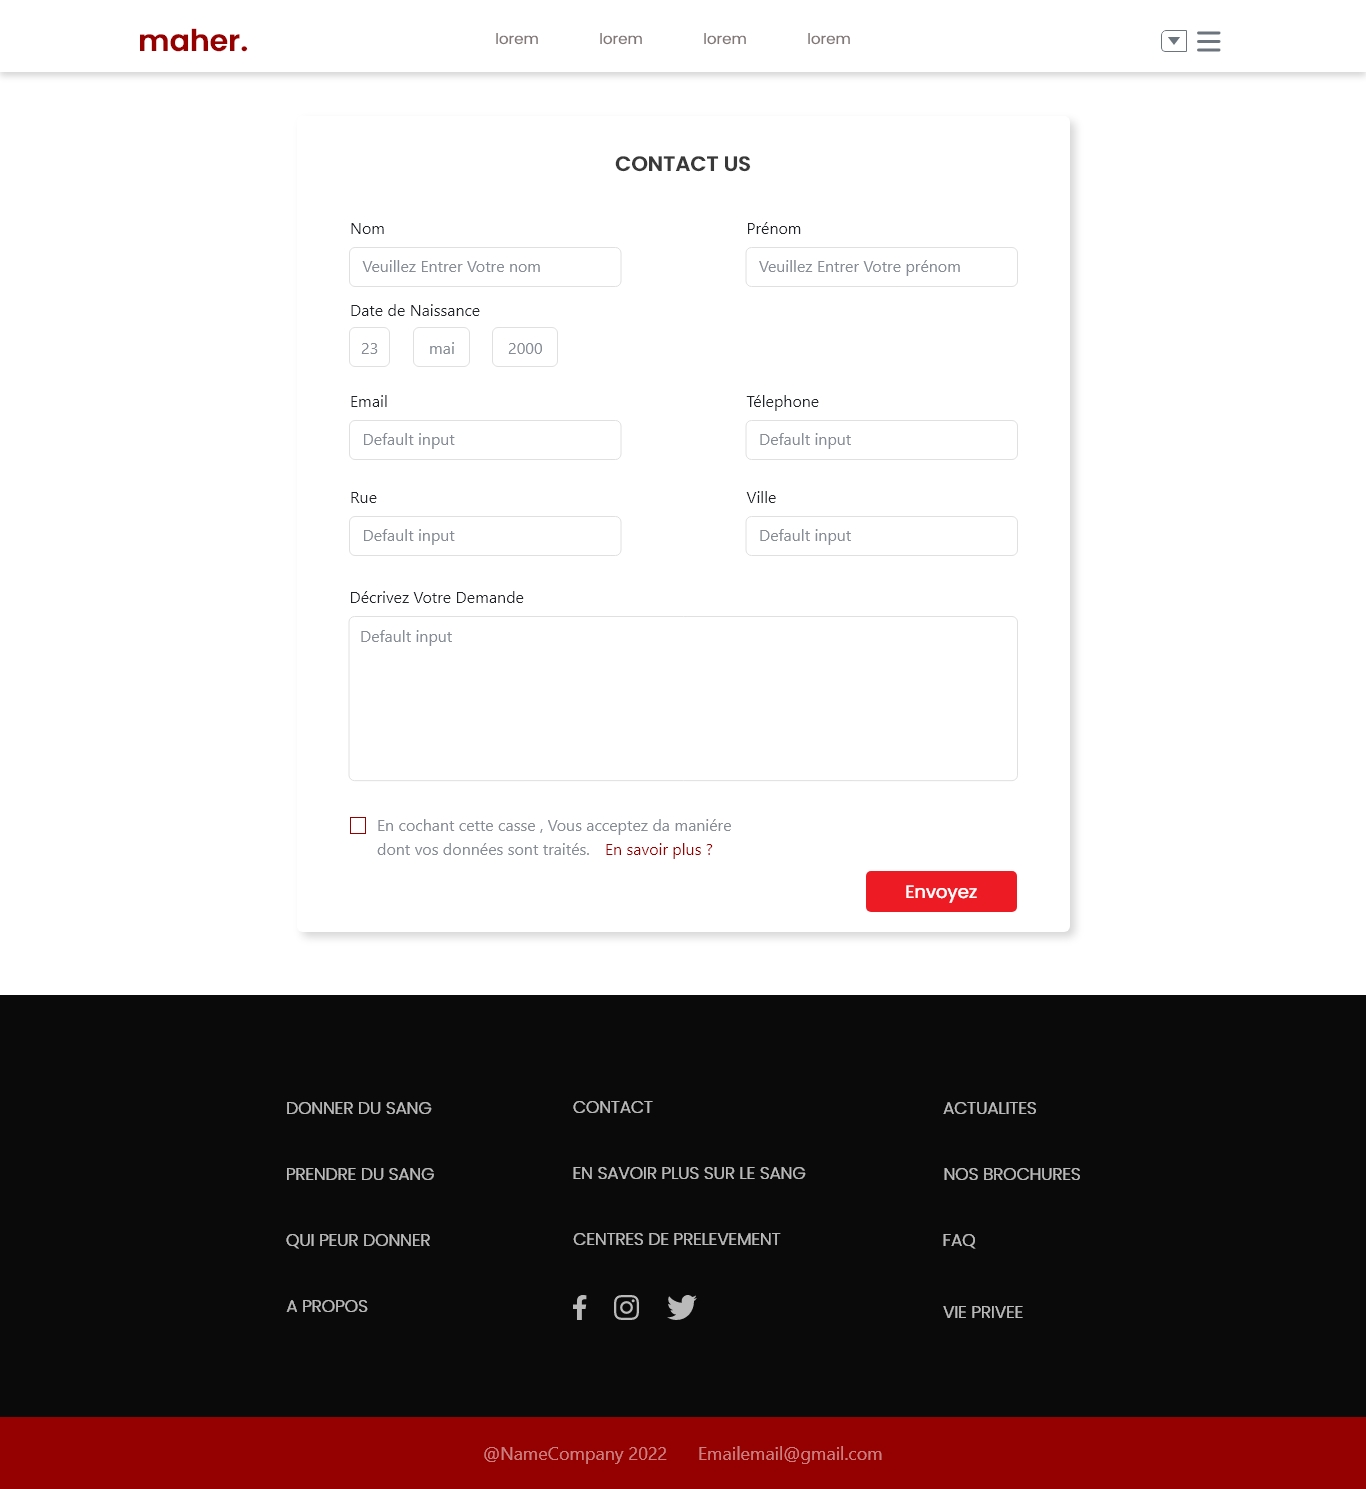 maher.
lorem lorem lorem lorem
CONTACT US
Nom Prénom
Veuillez Entrer Votre nom Veuillez Entrer Votre prénom
Date de Naissance
23 mai 2000
Email Télephone
Default input Default input
Rue Ville
Default input Default input
Décrivez Votre Demande
Default input
En cochant cette casse , Vous acceptez da maniére
dont vos données sont traités. En savoir plus ?
Envoyez
DONNER DU SANG CONTACT ACTUALITES
PRENDRE DU SANG EN SAVOIR PLUS SUR LE SANG NOS BROCHURES
QUI PEUR DONNER CENTRES DE PRELEVEMENT FAQ
A PROPOS VIE PRIVEE
@NameCompany 2022 Emailemail@gmail.com